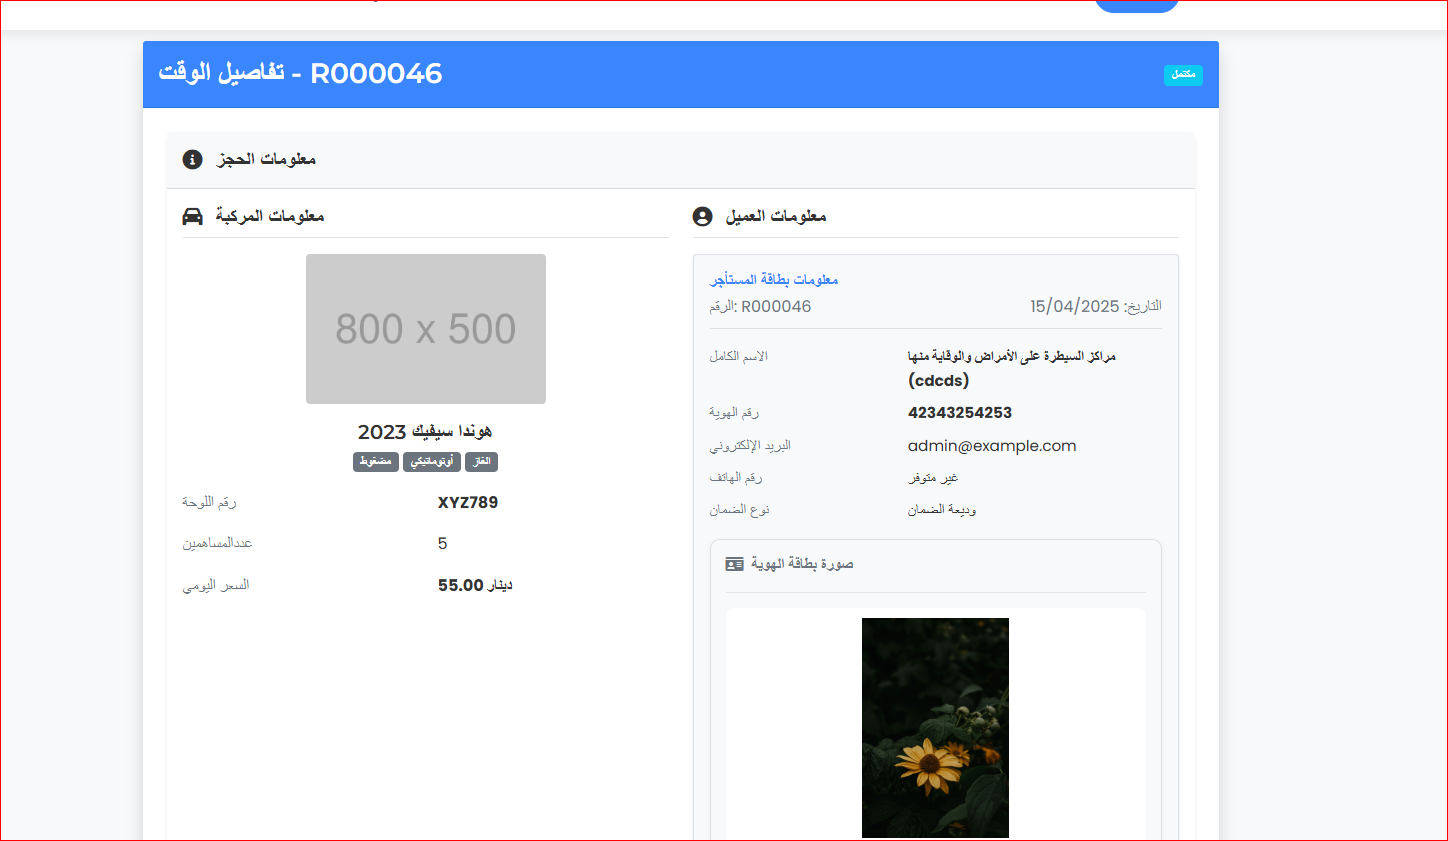 تفاصيل الوقت - R000046
مكتمل
معلومات الحجز
معلومات المركبة
800 x 500
هوندا سيفيك 2023
الغاز
أوتوماتيكي
مضغوط
رقم اللوحة
XYZ789
عددالمساهمين
5
السعر اليومي
55.00 دينار
معلومات العميل
معلومات بطاقة المستأجر
الرقم: R000046
التاريخ: 15/04/2025
الاسم الكامل
مراكز السيطرة على الأمراض والوقاية منها
(cdcds)
رقم الهوية
42343254253
البريد الإلكتروني
admin@example.com
رقم الهاتف
غير متوفر
نوع الضمان
وديعة الضمان
صورة بطاقة الهوية